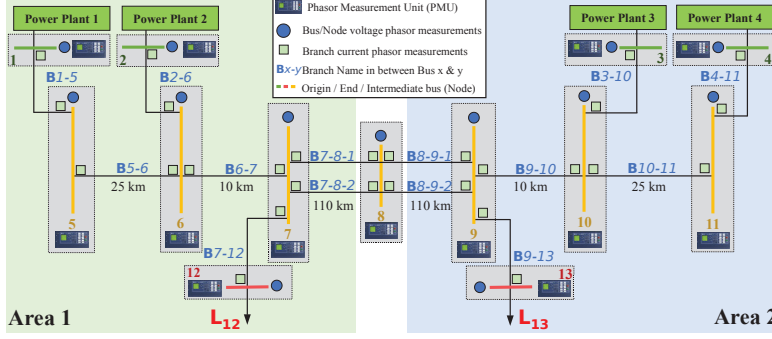 Power Plant 1
Power Plant 2
Phasor Measurement Unit (PMU)
Bus/Node voltage phasor measurements
Branch current phasor measurements
Bx-y Branch Name in between Bus x & y
Origin / End / Intermediate bus (Node)
Power Plant 3
Power Plant 4
1
2
3
4
B1-5
B2-6
B3-10
B4-11
B5-6
25 km
B6-7
10 km
B7-8-1
B7-8-2
110 km
B8-9-1
B8-9-2
110 km
B9-10
10 km
B10-11
25 km
5
6
7
8
9
10
11
B7-12
B9-13
12
13
Area 1
L12
L13
Area 2